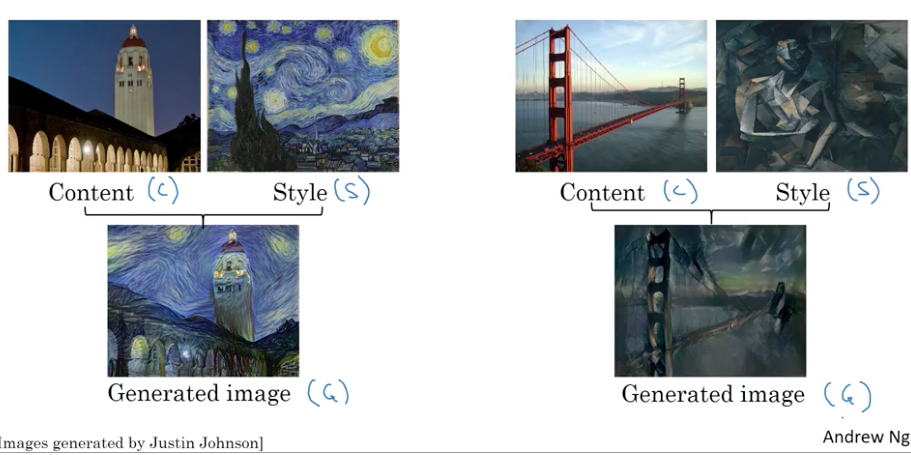 Content (C) Style (S)
Content (C) Style (S)
Generated image (G)
Generated image (G)
Images generated by Justin Johnson]
Andrew Ng